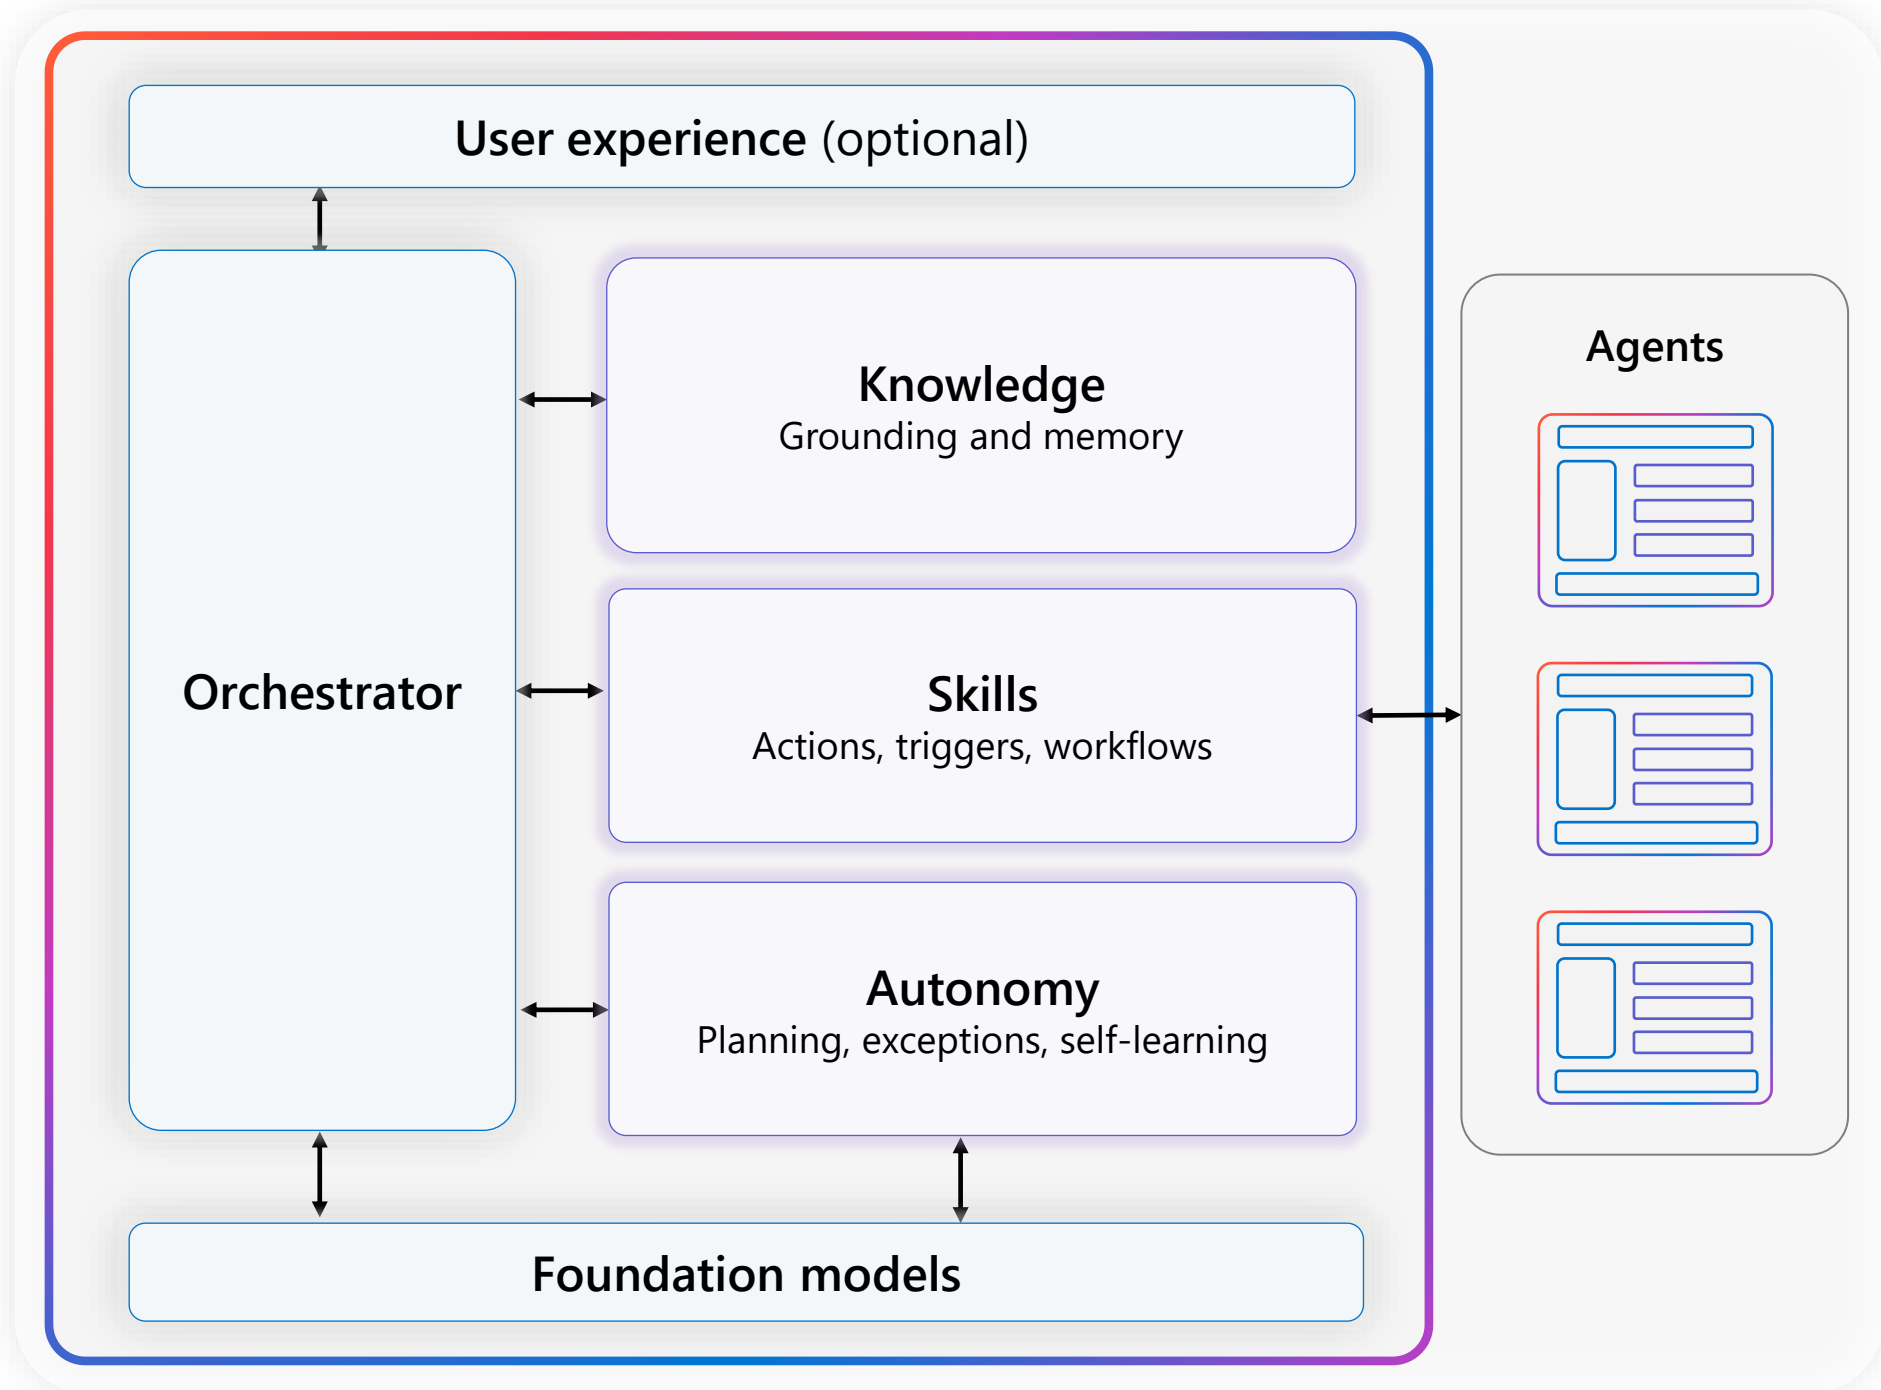 User experience (optional)
Orchestrator
Knowledge
Grounding and memory
Skills
Actions, triggers, workflows
Autonomy
Planning, exceptions, self-learning
Foundation models
Agents